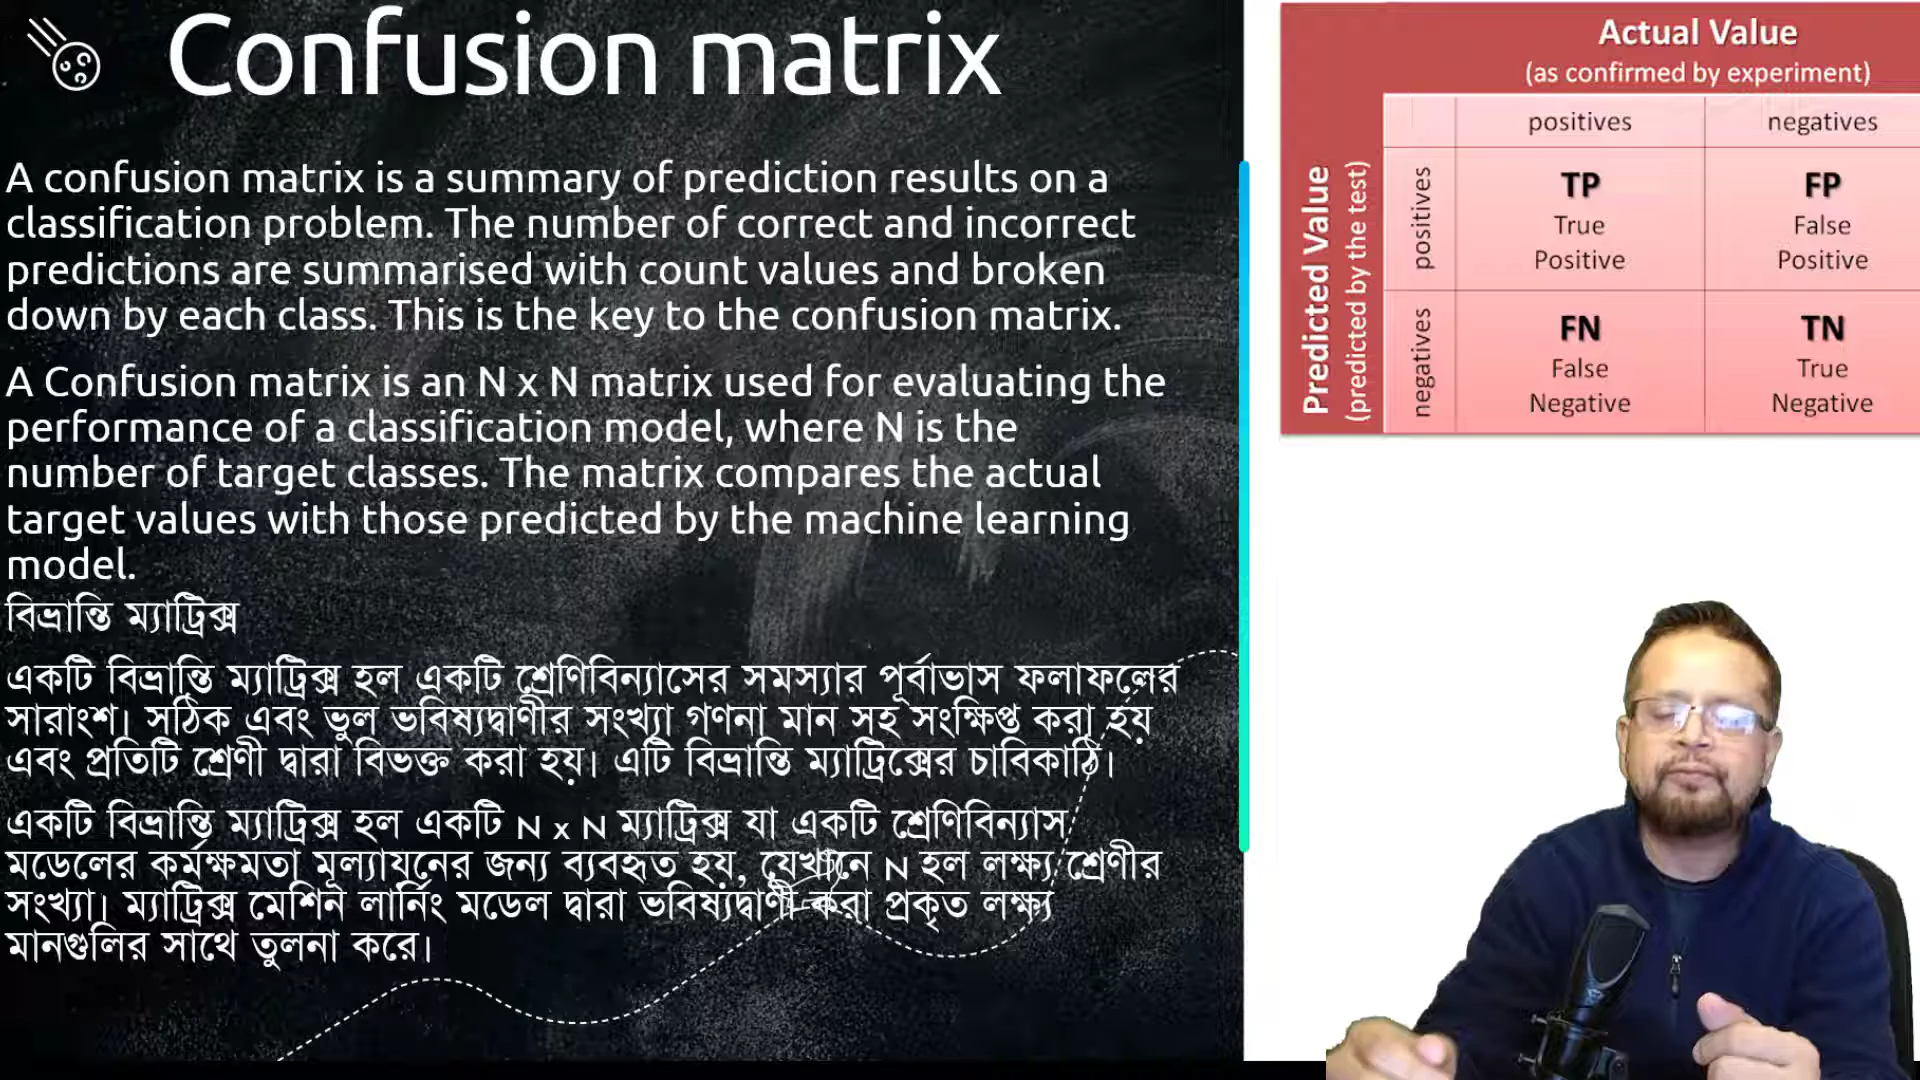 Confusion matrix
A confusion matrix is a summary of prediction results on a
classification problem. The number of correct and incorrect
predictions are summarised with count values and broken
down by each class. This is the key to the confusion matrix.
A Confusion matrix is an N x N matrix used for evaluating the
performance of a classification model, where N is the
number of target classes. The matrix compares the actual
target values with those predicted by the machine learning
model.
বিভ্রান্তি ম্যাট্রিক্স
একটি বিভ্রান্তি ম্যাট্রিক্স হল একটি শ্রেণিবিন্যাসের সমস্যার পূর্বাভাস ফলাফলের
সারাংশ। সঠিক এবং ভুল ভবিষ্যদ্বাণীর সংখ্যা গণনা মান সহ সংক্ষিপ্ত করা হয়
এবং প্রতিটি শ্রেণী দ্বারা বিভক্ত করা হয়। এটি বিভ্রান্তি ম্যাট্রিক্সের চাবিকাঠি।
একটি বিভ্রান্তি ম্যাট্রিক্স হল একটি N x N ম্যাট্রিক্স যা একটি শ্রেণিবিন্যাস
মডেলের কর্মক্ষমতা মূল্যায়নের জন্য ব্যবহৃত হয়, যেখানে N হল লক্ষ্য শ্রেণীর
সংখ্যা। ম্যাট্রিক্স মেশিন লার্নিং মডেল দ্বারা ভবিষ্যদ্বাণী করা প্রকৃত লক্ষ্য
মানগুলির সাথে তুলনা করে।
Actual Value
(as confirmed by experiment)
positives negatives
Predicted Value
(predicted by the test)
positives
TP FP
True False
Positive Positive
negatives
FN TN
False True
Negative Negative